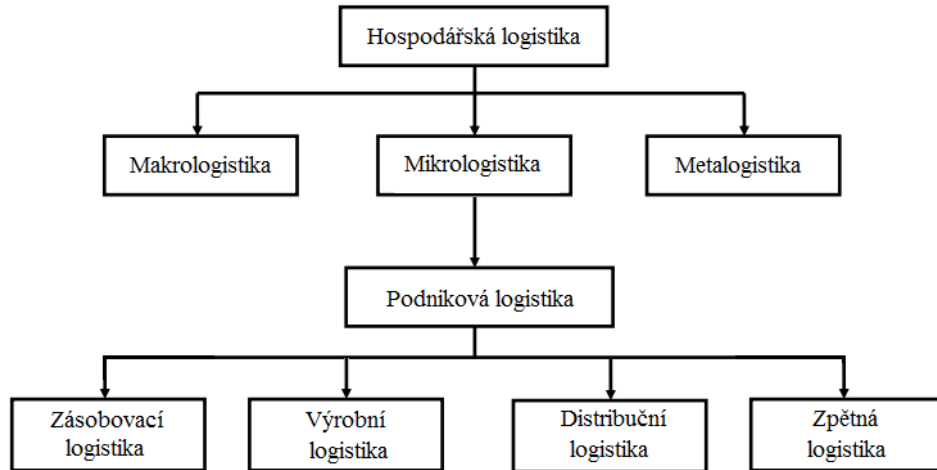 Hospodářská logistika
Makrologistika
Mikrologistika
Metalogistika
Podniková logistika
Zásobovací
logistika
Výrobní
logistika
Distribuční
logistika
Zpětná
logistika